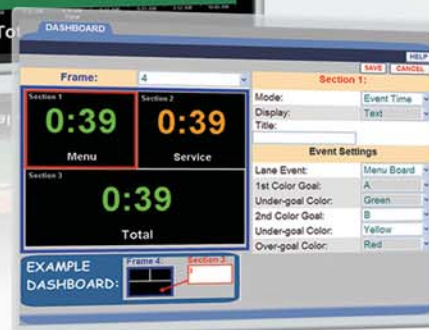 DASHBOARD
HELP
SAVE CANCEL
Frame: 4
Section 1:
Section 1
0:39
Menu
Section 2
0:39
Service
Section 3
0:39
Total
Mode: Event Time
Display: Text
Title:
Event Settings
Lane Event: Menu Board
1st Color Goal: A
Under-goal Color: Green
2nd Color Goal: B
Under-goal Color: Yellow
Over-goal Color: Red
EXAMPLE
DASHBOARD:
Frame 4:
Section 3: